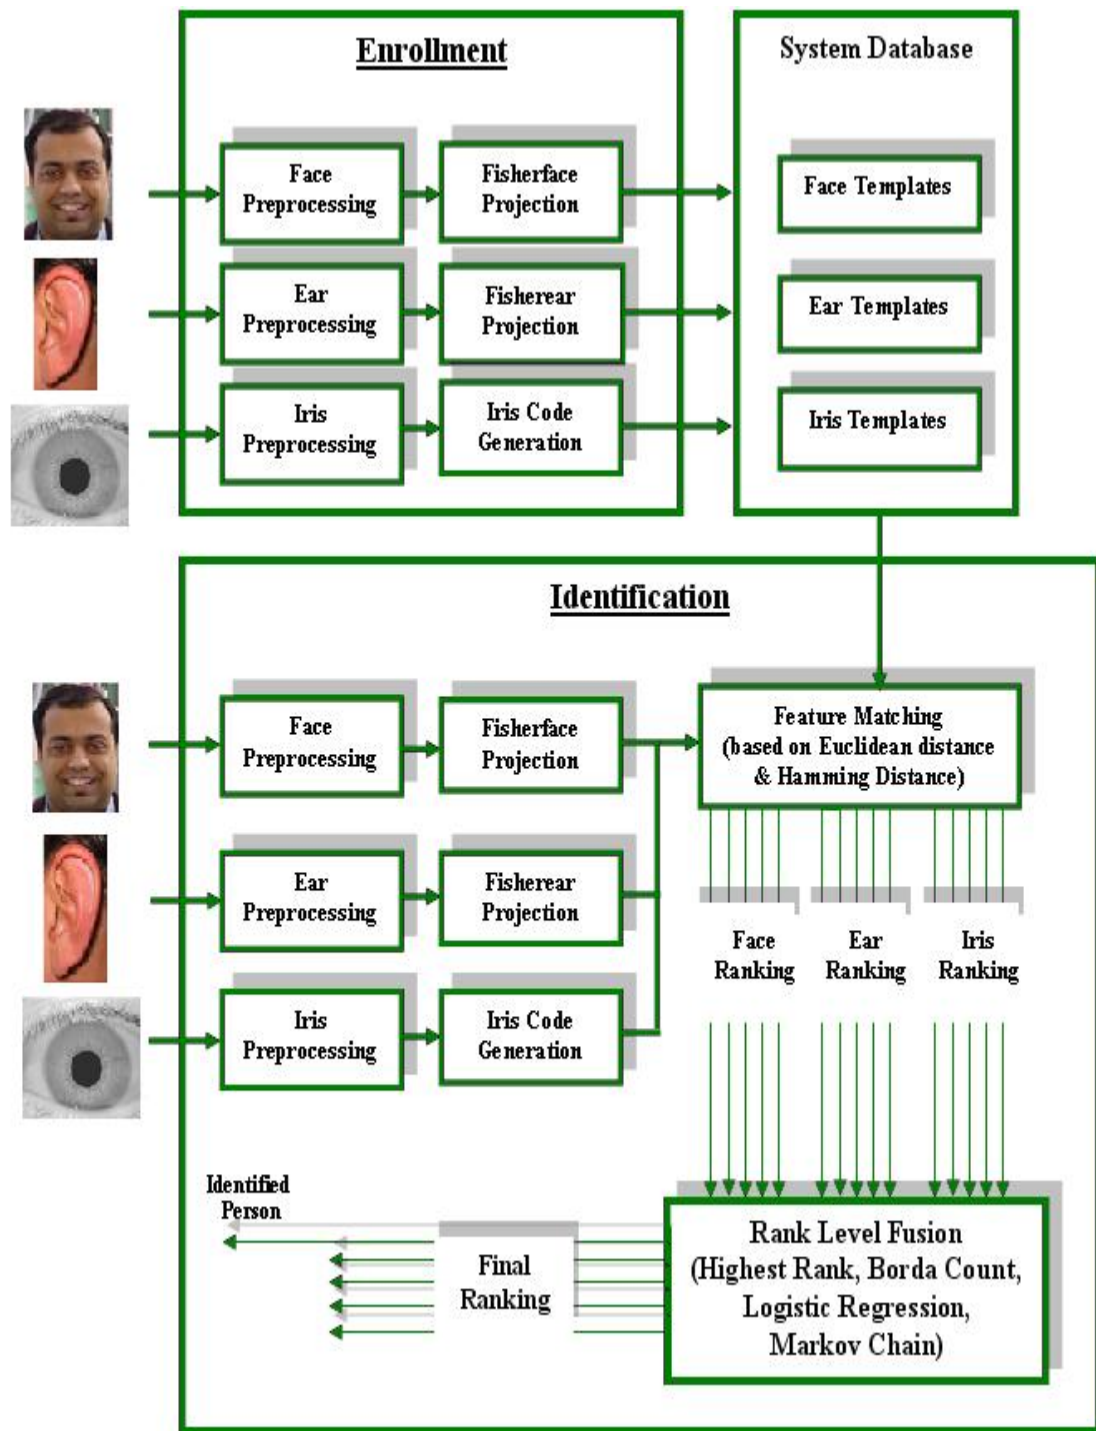 Enrollment
System Database
Face
Preprocessing
Fisherface
Projection
Face Templates
Ear
Preprocessing
Fisherear
Projection
Ear Templates
Iris
Preprocessing
Iris Code
Generation
Iris Templates
Identification
Face
Preprocessing
Fisherface
Projection
Feature Matching
(based on Euclidean distance
& Hamming Distance)
Ear
Preprocessing
Fisherear
Projection
Face
Ranking
Ear
Ranking
Iris
Ranking
Iris
Preprocessing
Iris Code
Generation
Identified
Person
Final
Ranking
Rank Level Fusion
(Highest Rank, Borda Count,
Logistic Regression,
Markov Chain)